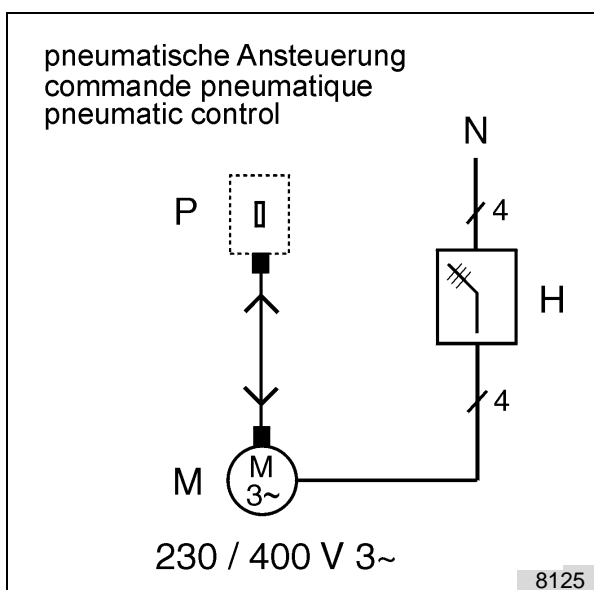 pneumatische Ansteuerung
commande pneumatique
pneumatic control
N
P
4
H
4
M
M
3~
230 / 400 V 3~
8125